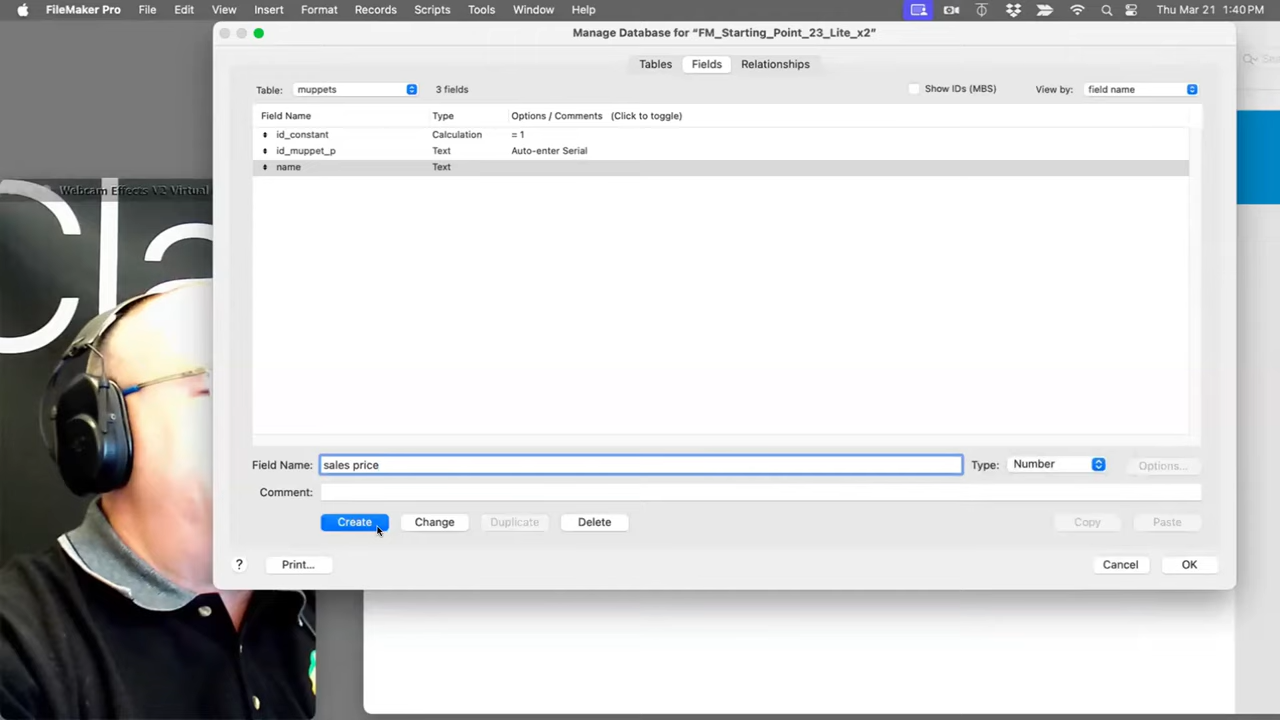 FileMaker Pro File Edit View Insert Format Records Scripts Tools Window Help Thu Mar 21 1:40 PM
Manage Database for “FM_Starting_Point_23_Lite_x2”
Tables Fields Relationships
Table: muppets 3 fields Show IDs (MBS) View by: field name
Field Name Type Options / Comments (Click to toggle)
id_constant Calculation = 1
id_muppet_p Text Auto-enter Serial
name Text
Webcam Effects V2 Virtual
Cla
Field Name: sales price Type: Number Options...
Comment:
Create Change Duplicate Delete Copy Paste
? Print... Cancel OK